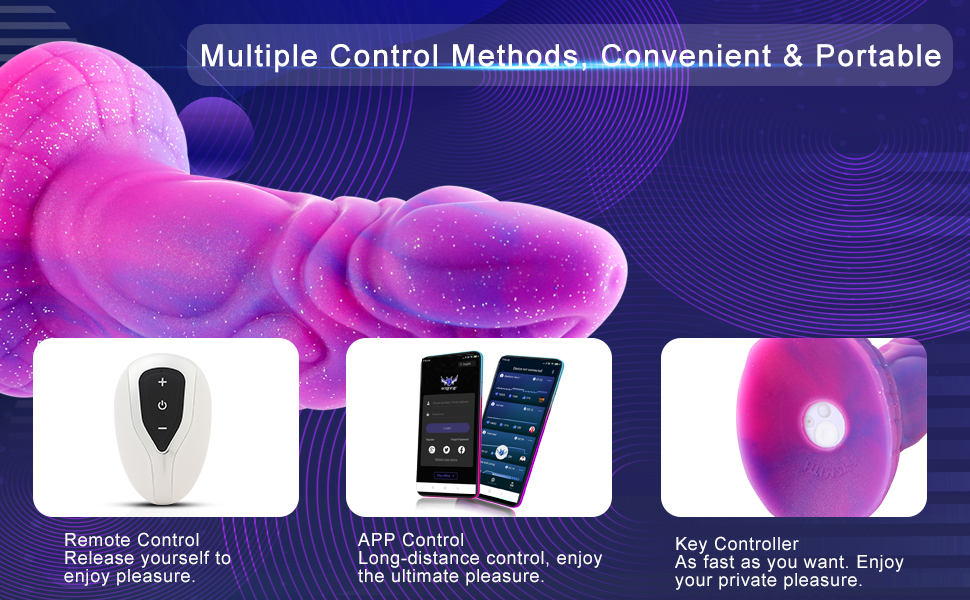 Multiple Control Methods, Convenient & Portable
Remote Control
Release yourself to
enjoy pleasure.
APP Control
Long-distance control, enjoy
the ultimate pleasure.
Key Controller
As fast as you want. Enjoy
your private pleasure.